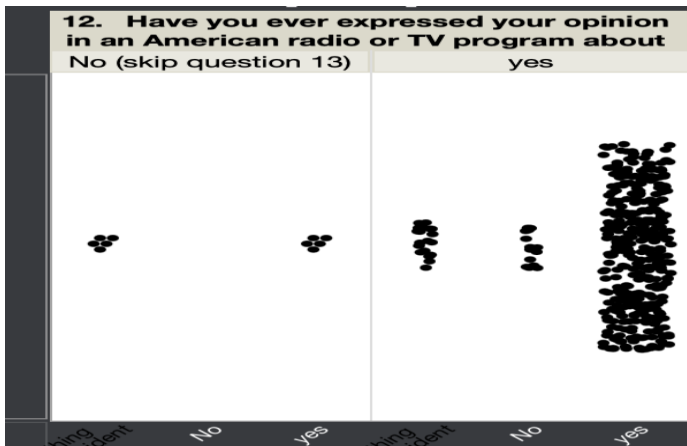 12. Have you ever expressed your opinion
in an American radio or TV program about
No (skip question 13)
yes
No
yes
No
yes